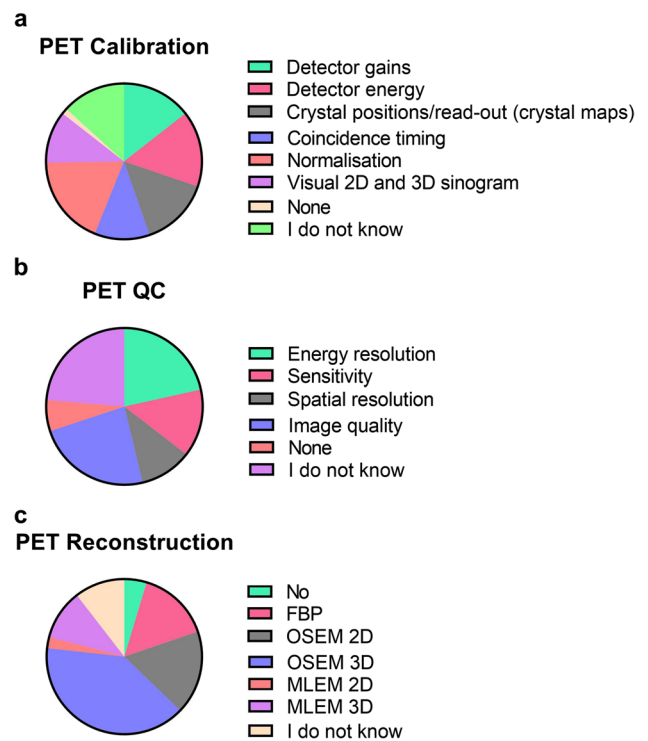 a
PET Calibration
Detector gains
Detector energy
Crystal positions/read-out (crystal maps)
Coincidence timing
Normalisation
Visual 2D and 3D sinogram
None
I do not know
b
PET QC
Energy resolution
Sensitivity
Spatial resolution
Image quality
None
I do not know
c
PET Reconstruction
No
FBP
OSEM 2D
OSEM 3D
MLEM 2D
MLEM 3D
I do not know